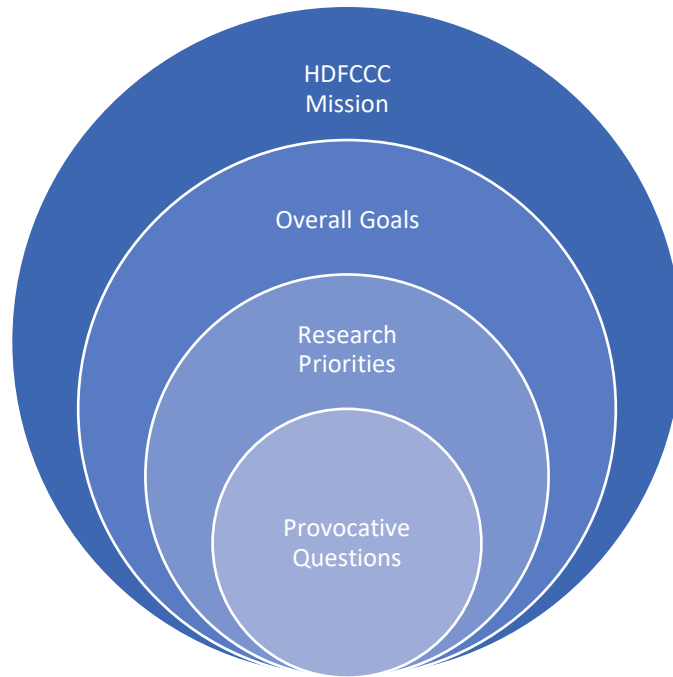 HDFCCC
Mission
Overall Goals
Research
Priorities
Provocative
Questions